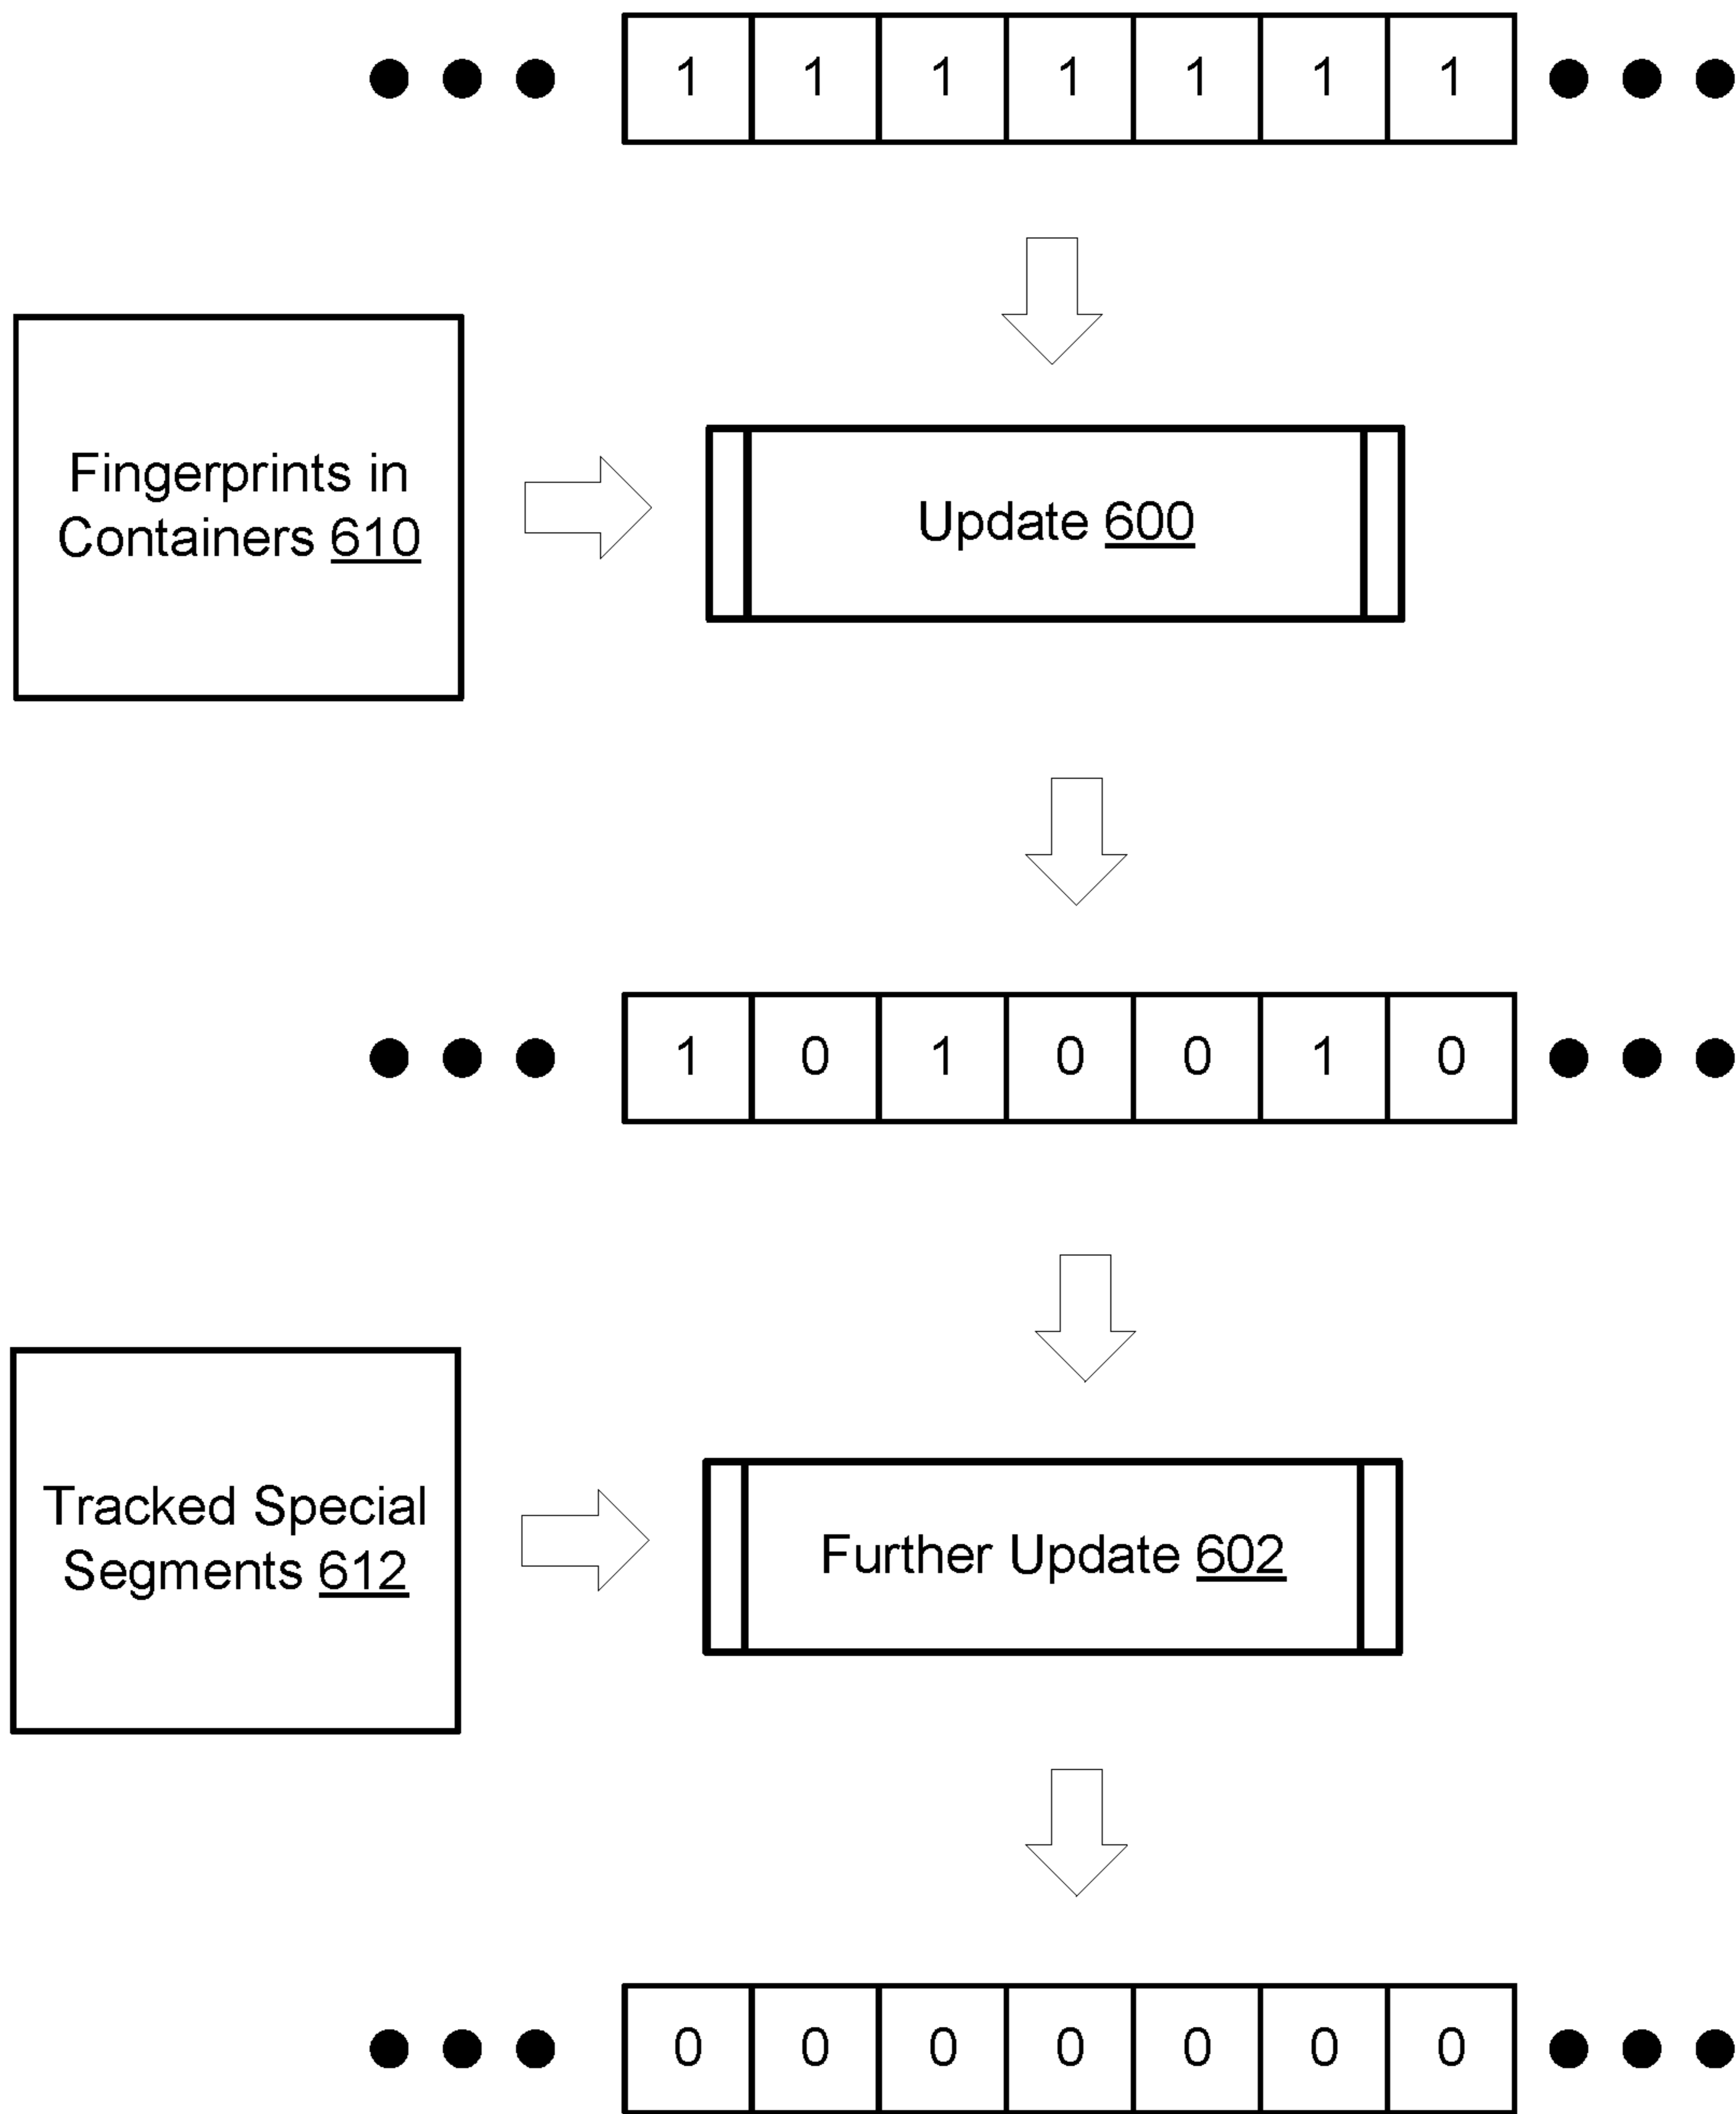 1 1 1 1 1 1 1
Fingerprints in
Containers 610
Update 600
1 0 1 0 0 1 0
Tracked Special
Segments 612
Further Update 602
0 0 0 0 0 0 0